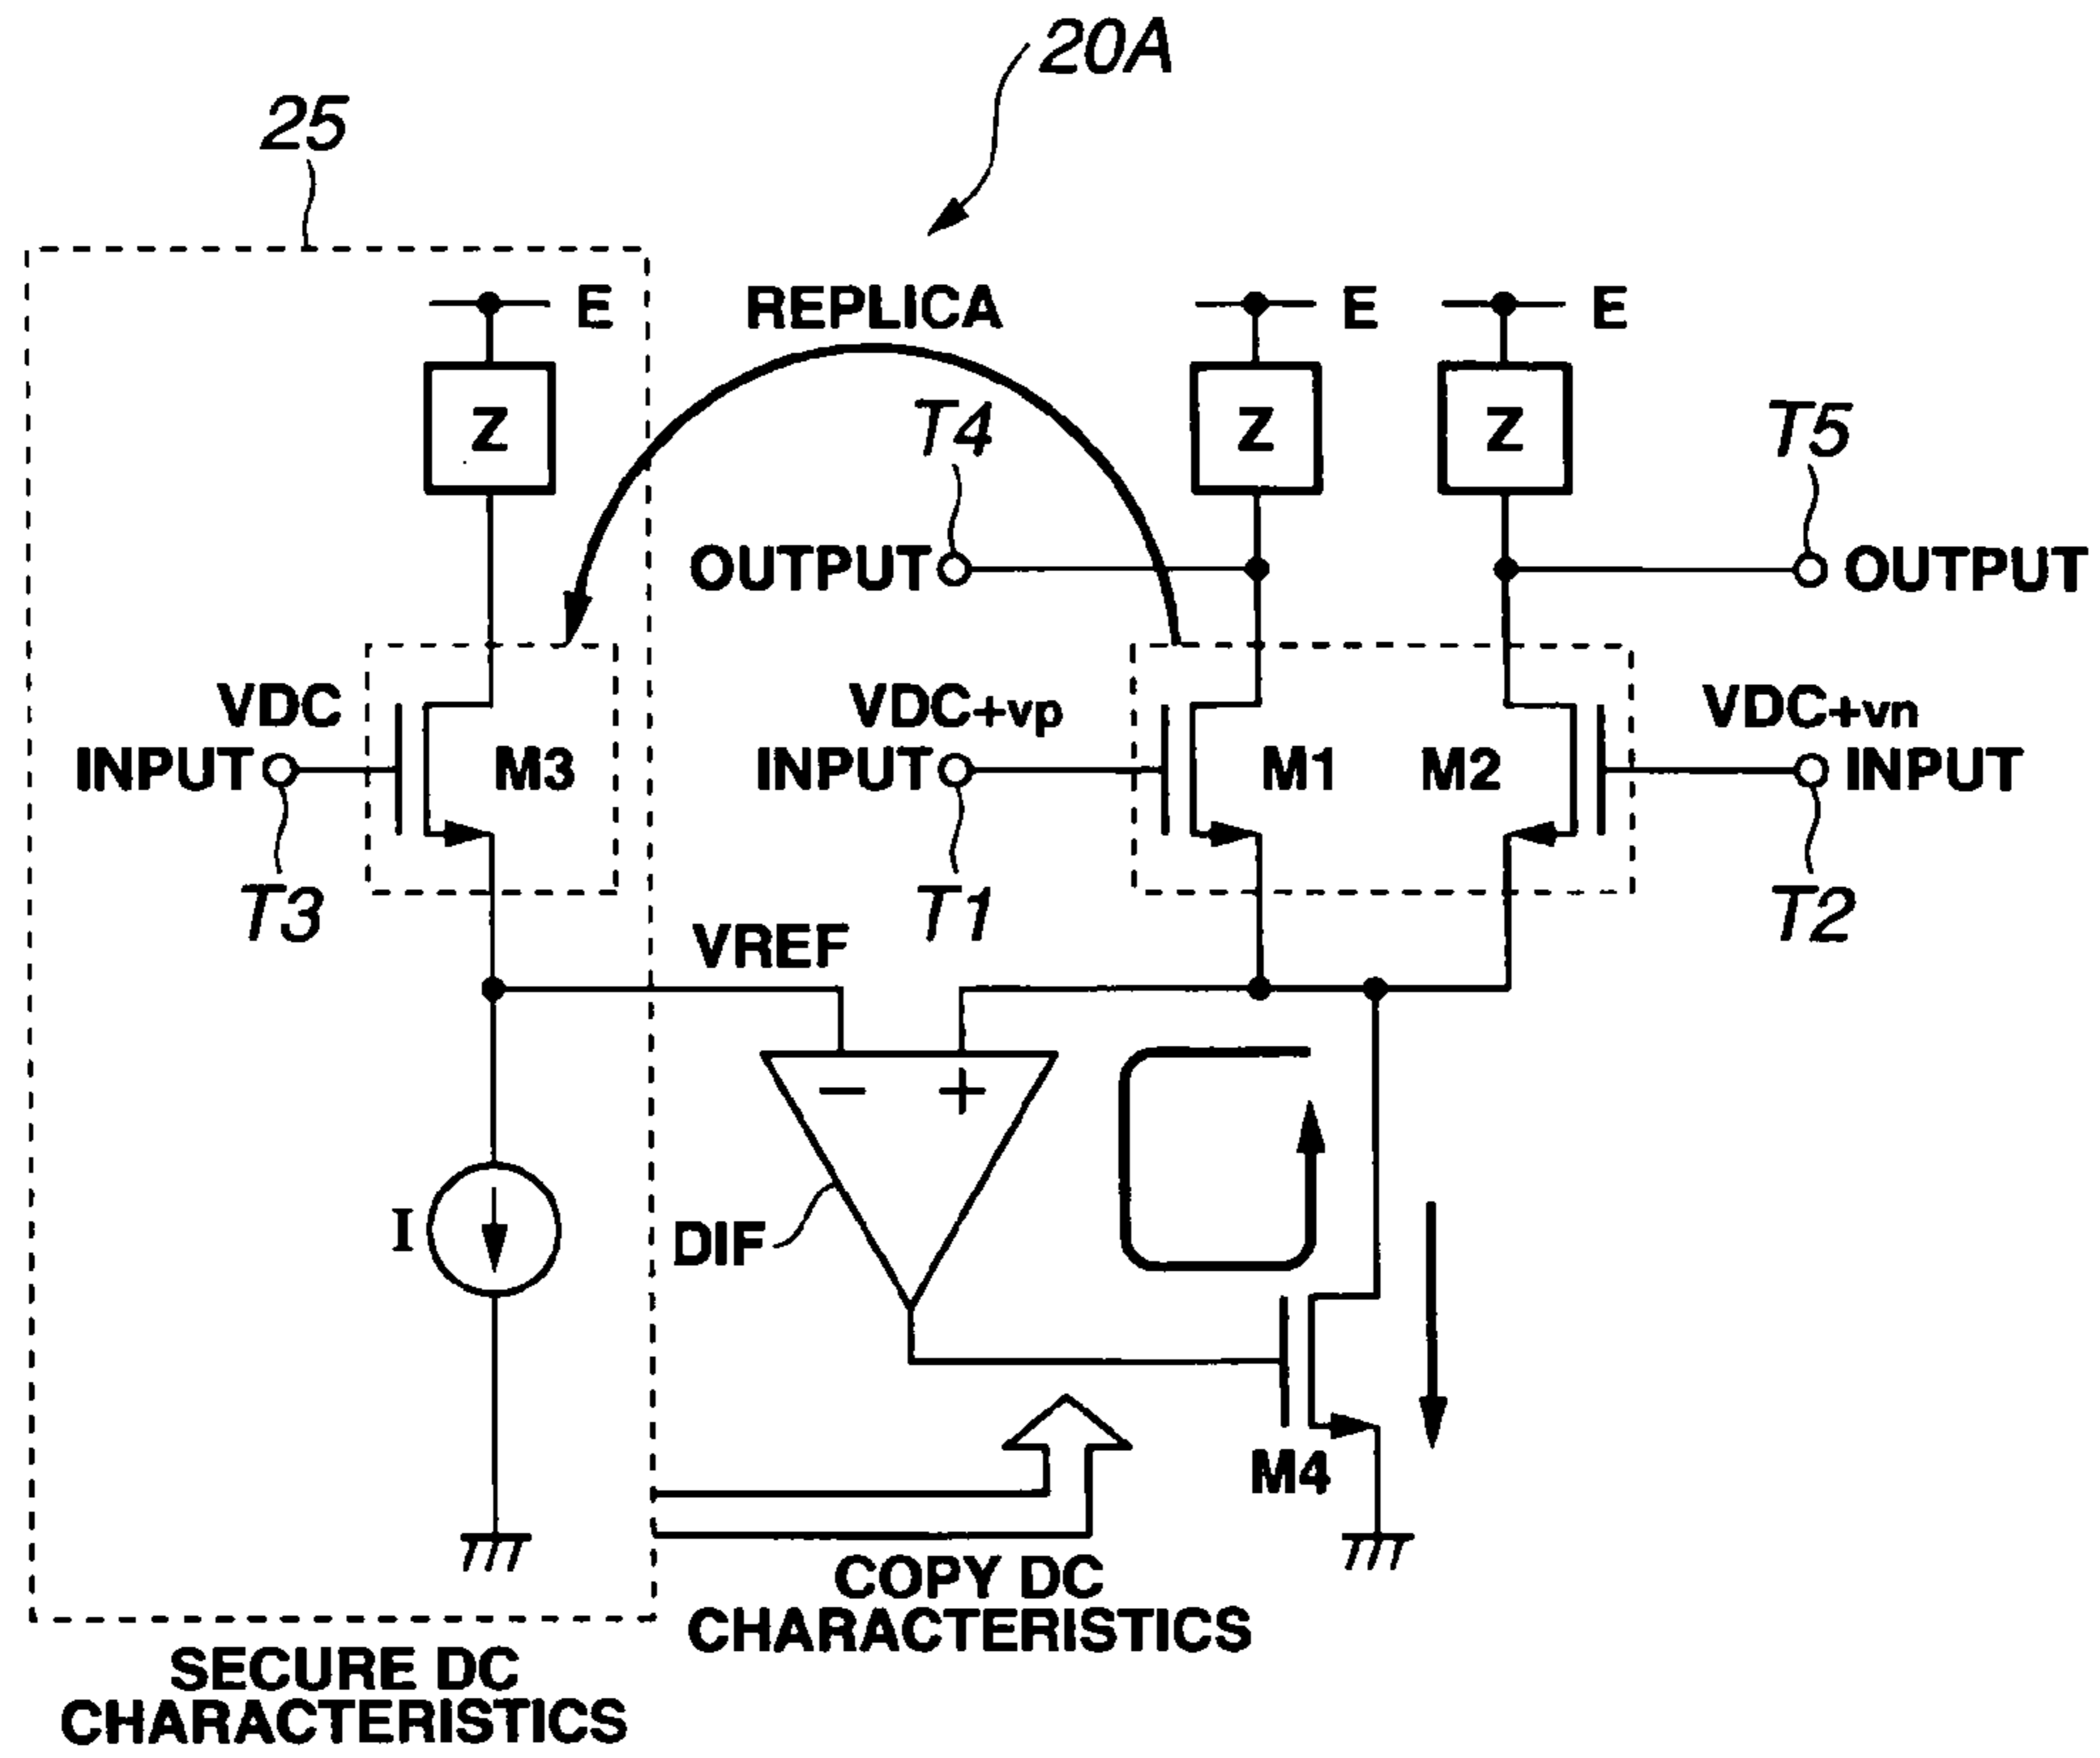 20A
25
E
REPLICA
E
E
Z
Z
Z
T4
T5
OUTPUT
OUTPUT
VDC
VDC+vp
VDC+vn
INPUT
M3
INPUT
M1
M2
INPUT
T3
T1
T2
VREF
−
+
I
DIF
M4
COPY DC
CHARACTERISTICS
SECURE DC
CHARACTERISTICS